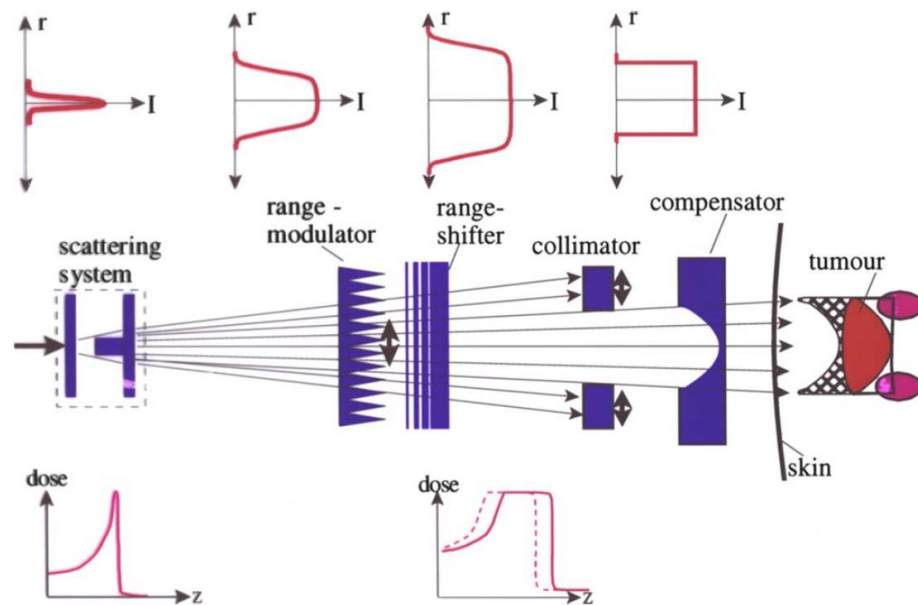 r
r
r
r
I
I
I
I
scattering
system
range -
modulator
range-
shifter
collimator
compensator
tumour
skin
dose
z
dose
z